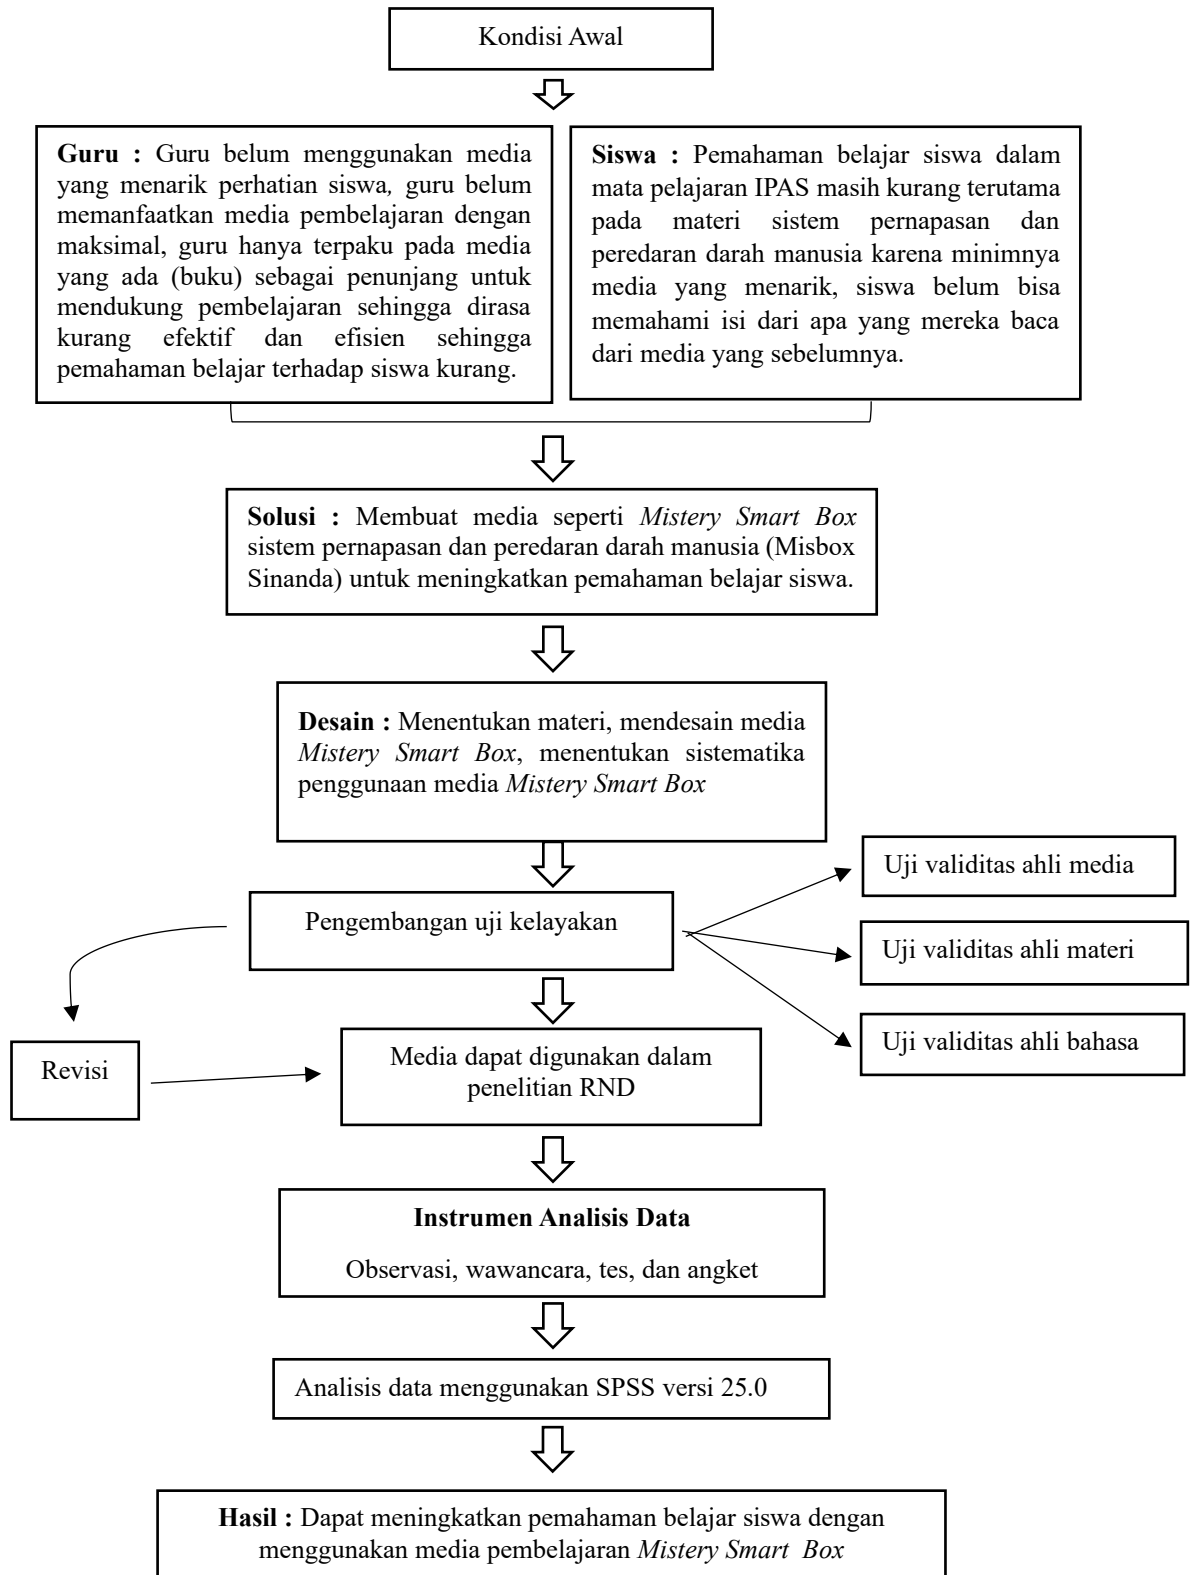 Kondisi Awal
Guru : Guru belum menggunakan media
yang menarik perhatian siswa, guru belum
memanfaatkan media pembelajaran dengan
maksimal, guru hanya terpaku pada media
yang ada (buku) sebagai penunjang untuk
mendukung pembelajaran sehingga dirasa
kurang efektif dan efisien sehingga
pemahaman belajar terhadap siswa kurang.
Siswa : Pemahaman belajar siswa dalam
mata pelajaran IPAS masih kurang terutama
pada materi sistem pernapasan dan
peredaran darah manusia karena minimnya
media yang menarik, siswa belum bisa
memahami isi dari apa yang mereka baca
dari media yang sebelumnya.
Solusi : Membuat media seperti Mistery Smart Box
sistem pernapasan dan peredaran darah manusia (Misbox
Sinanda) untuk meningkatkan pemahaman belajar siswa.
Desain : Menentukan materi, mendesain media
Mistery Smart Box, menentukan sistematika
penggunaan media Mistery Smart Box
Pengembangan uji kelayakan
Uji validitas ahli media
Uji validitas ahli materi
Uji validitas ahli bahasa
Revisi
Media dapat digunakan dalam
penelitian RND
Instrumen Analisis Data
Observasi, wawancara, tes, dan angket
Analisis data menggunakan SPSS versi 25.0
Hasil : Dapat meningkatkan pemahaman belajar siswa dengan
menggunakan media pembelajaran Mistery Smart Box